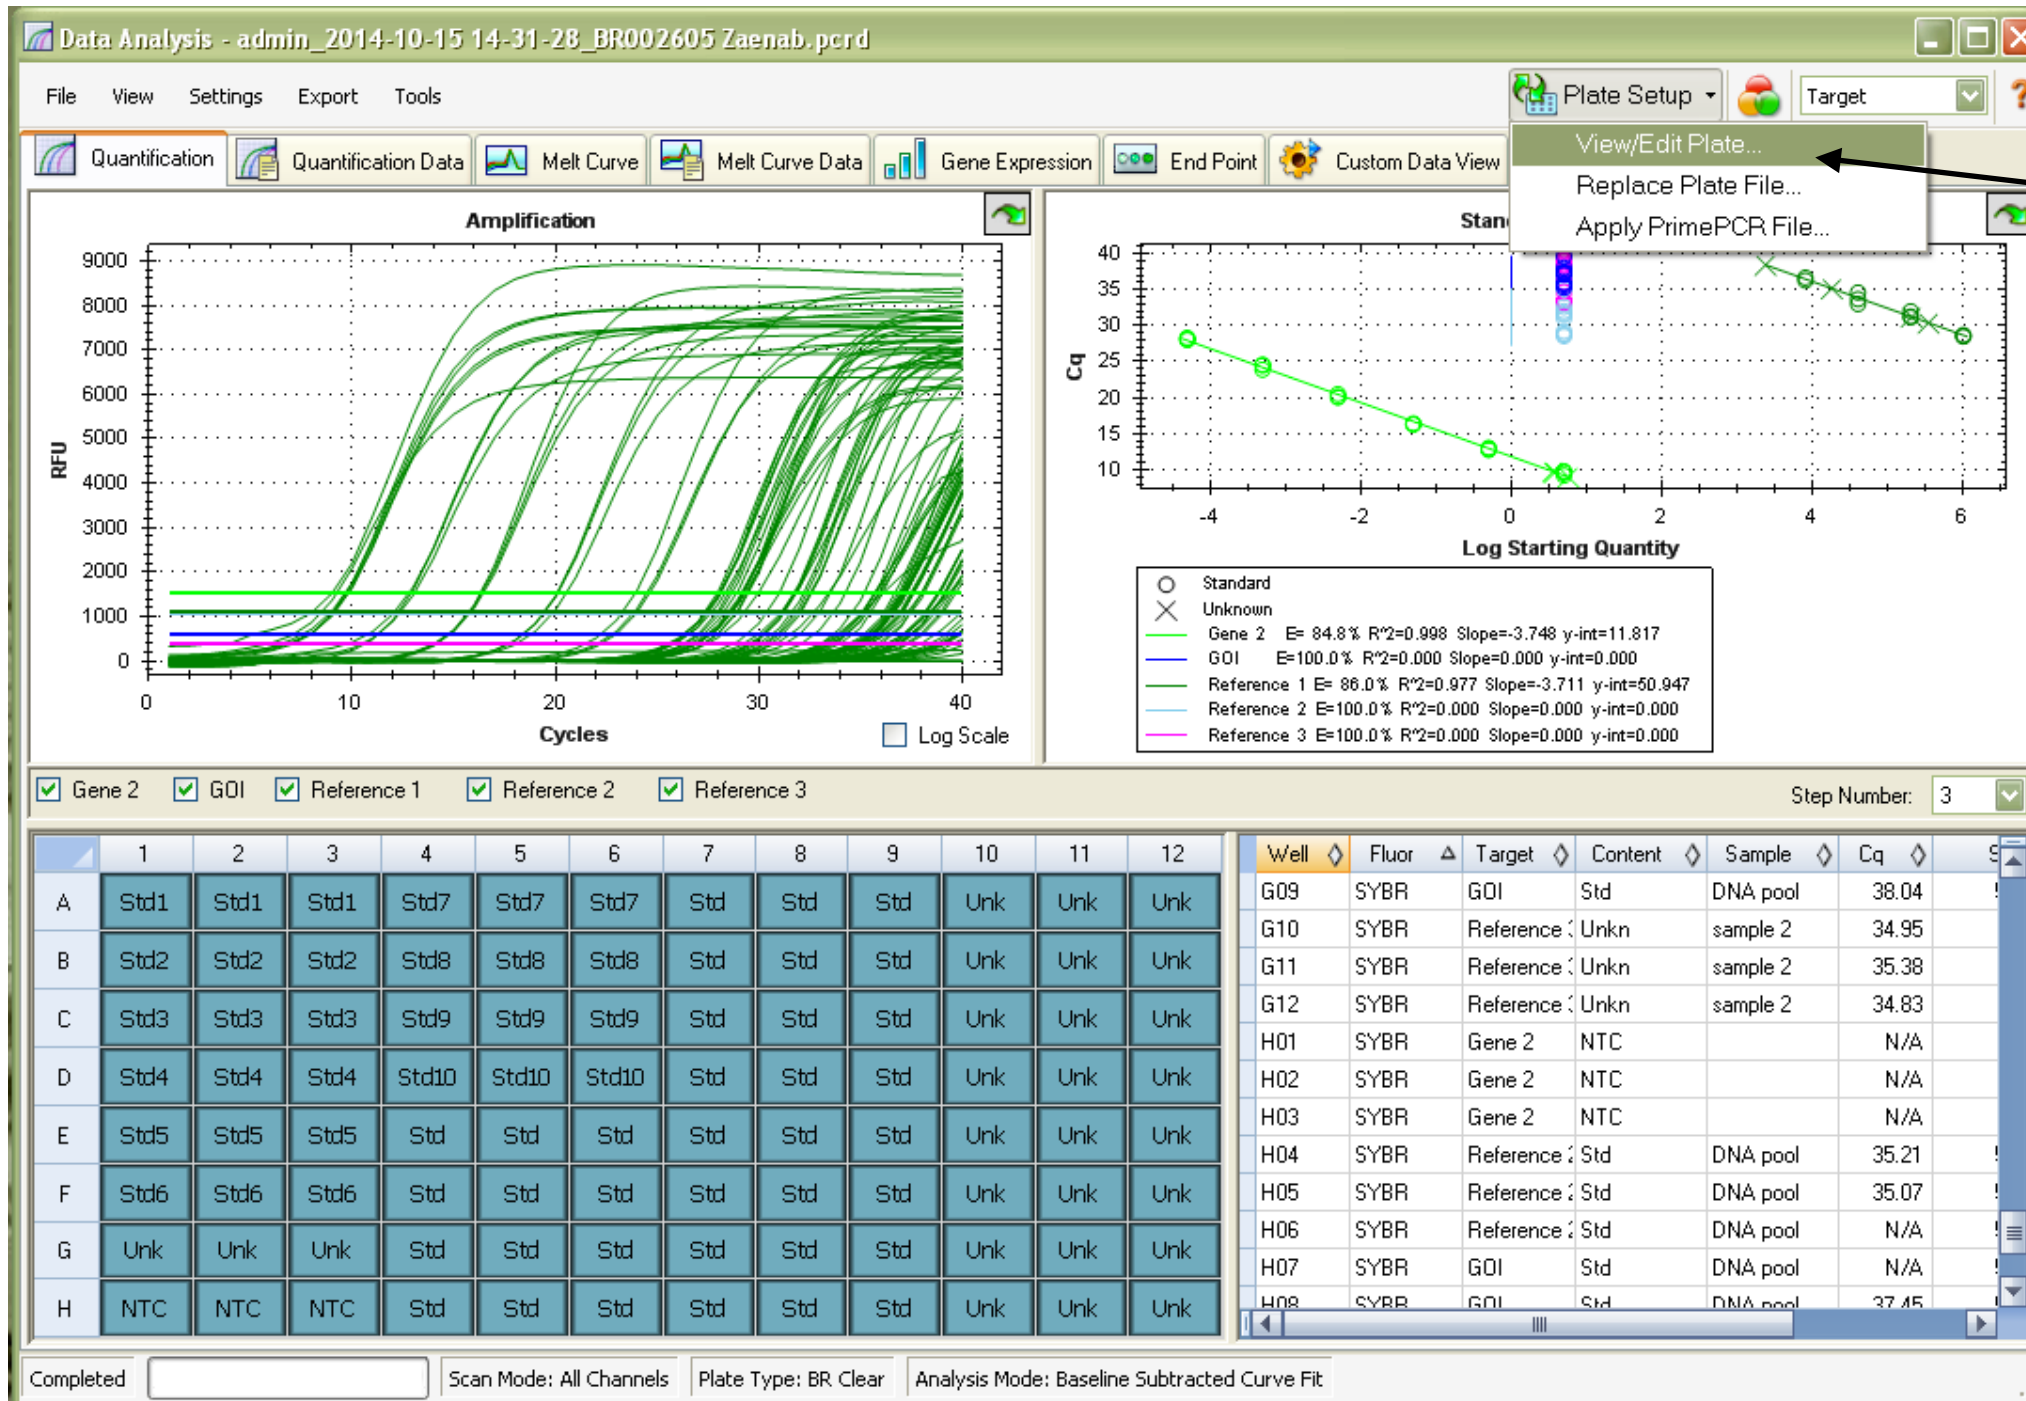 Data Analysis - admin_2014-10-15 14-31-28_BR002605 Zaenab.pcrd
File View Settings Export Tools Plate Setup Target ?
Quantification Quantification Data Melt Curve Melt Curve Data Gene Expression End Point Custom Data View
View/Edit Plate...
Replace Plate File...
Apply PrimePCR File...
Amplification
9000
8000
7000
6000
5000
4000
3000
2000
1000
0
RFU
0 10 20 30 40
Cycles
Log Scale
Stan
40
35
30
25
20
15
10
Cq
-4 -2 0 2 4 6
Log Starting Quantity
Standard
Unknown
Gene 2 E= 84.8% R^2=0.998 Slope=-3.748 y-int=11.817
GOI E=100.0% R^2=0.000 Slope=0.000 y-int=0.000
Reference 1 E= 86.0% R^2=0.977 Slope=-3.711 y-int=50.947
Reference 2 E=100.0% R^2=0.000 Slope=0.000 y-int=0.000
Reference 3 E=100.0% R^2=0.000 Slope=0.000 y-int=0.000
Gene 2 GOI Reference 1 Reference 2 Reference 3 Step Number: 3
1 2 3 4 5 6 7 8 9 10 11 12
A Std1 Std1 Std1 Std7 Std7 Std7 Std Std Std Unk Unk Unk
B Std2 Std2 Std2 Std8 Std8 Std8 Std Std Std Unk Unk Unk
C Std3 Std3 Std3 Std9 Std9 Std9 Std Std Std Unk Unk Unk
D Std4 Std4 Std4 Std10 Std10 Std10 Std Std Std Unk Unk Unk
E Std5 Std5 Std5 Std Std Std Std Std Std Unk Unk Unk
F Std6 Std6 Std6 Std Std Std Std Std Std Unk Unk Unk
G Unk Unk Unk Std Std Std Std Std Std Unk Unk Unk
H NTC NTC NTC Std Std Std Std Std Std Unk Unk Unk
Well Fluor Target Content Sample Cq
G09 SYBR GOI Std DNA pool 38.04
G10 SYBR Reference Unkn sample 2 34.95
G11 SYBR Reference Unkn sample 2 35.38
G12 SYBR Reference Unkn sample 2 34.83
H01 SYBR Gene 2 NTC N/A
H02 SYBR Gene 2 NTC N/A
H03 SYBR Gene 2 NTC N/A
H04 SYBR Reference Std DNA pool 35.21
H05 SYBR Reference Std DNA pool 35.07
H06 SYBR Reference Std DNA pool N/A
H07 SYBR GOI Std DNA pool N/A
H08 SYBR GOI Std DNA pool 37.45
Completed Scan Mode: All Channels Plate Type: BR Clear Analysis Mode: Baseline Subtracted Curve Fit